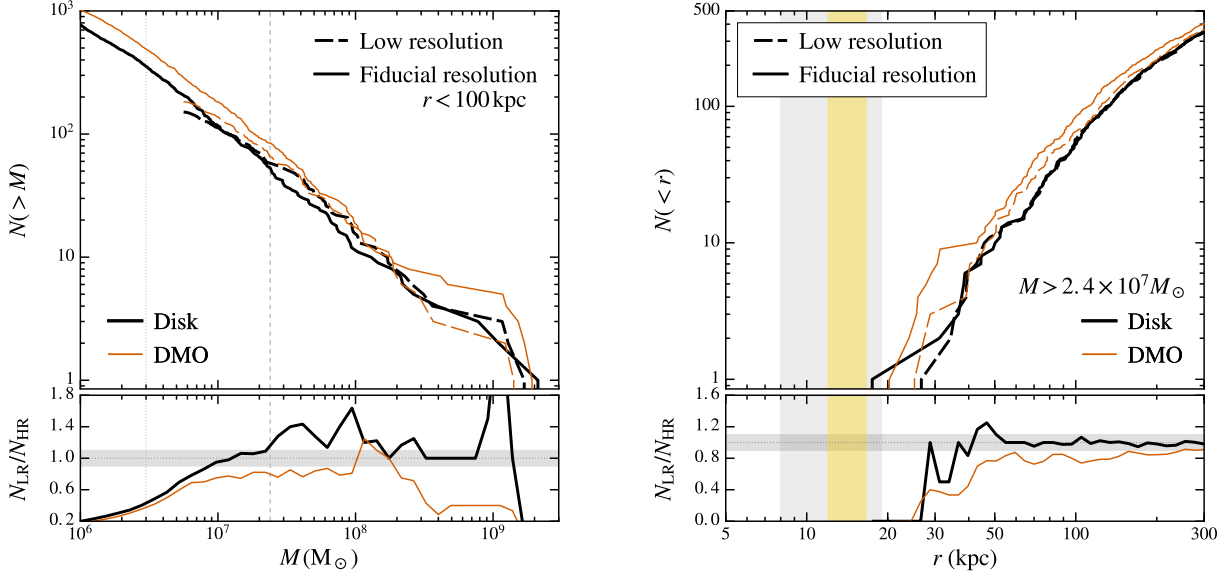 10³
Low resolution
Fiducial resolution
r < 100 kpc
10²
N(> M)
10
Disk
DMO
1
1.8
1.4
1.0
0.6
0.2
N_LR/N_HR
10⁶ 10⁷ 10⁸ 10⁹
M (M_⊙)
500
Low resolution
Fiducial resolution
100
N(< r)
10
M > 2.4 × 10⁷ M_⊙
Disk
DMO
1
1.6
1.2
0.8
0.4
0.0
N_LR/N_HR
5 10 20 30 50 100 300
r (kpc)